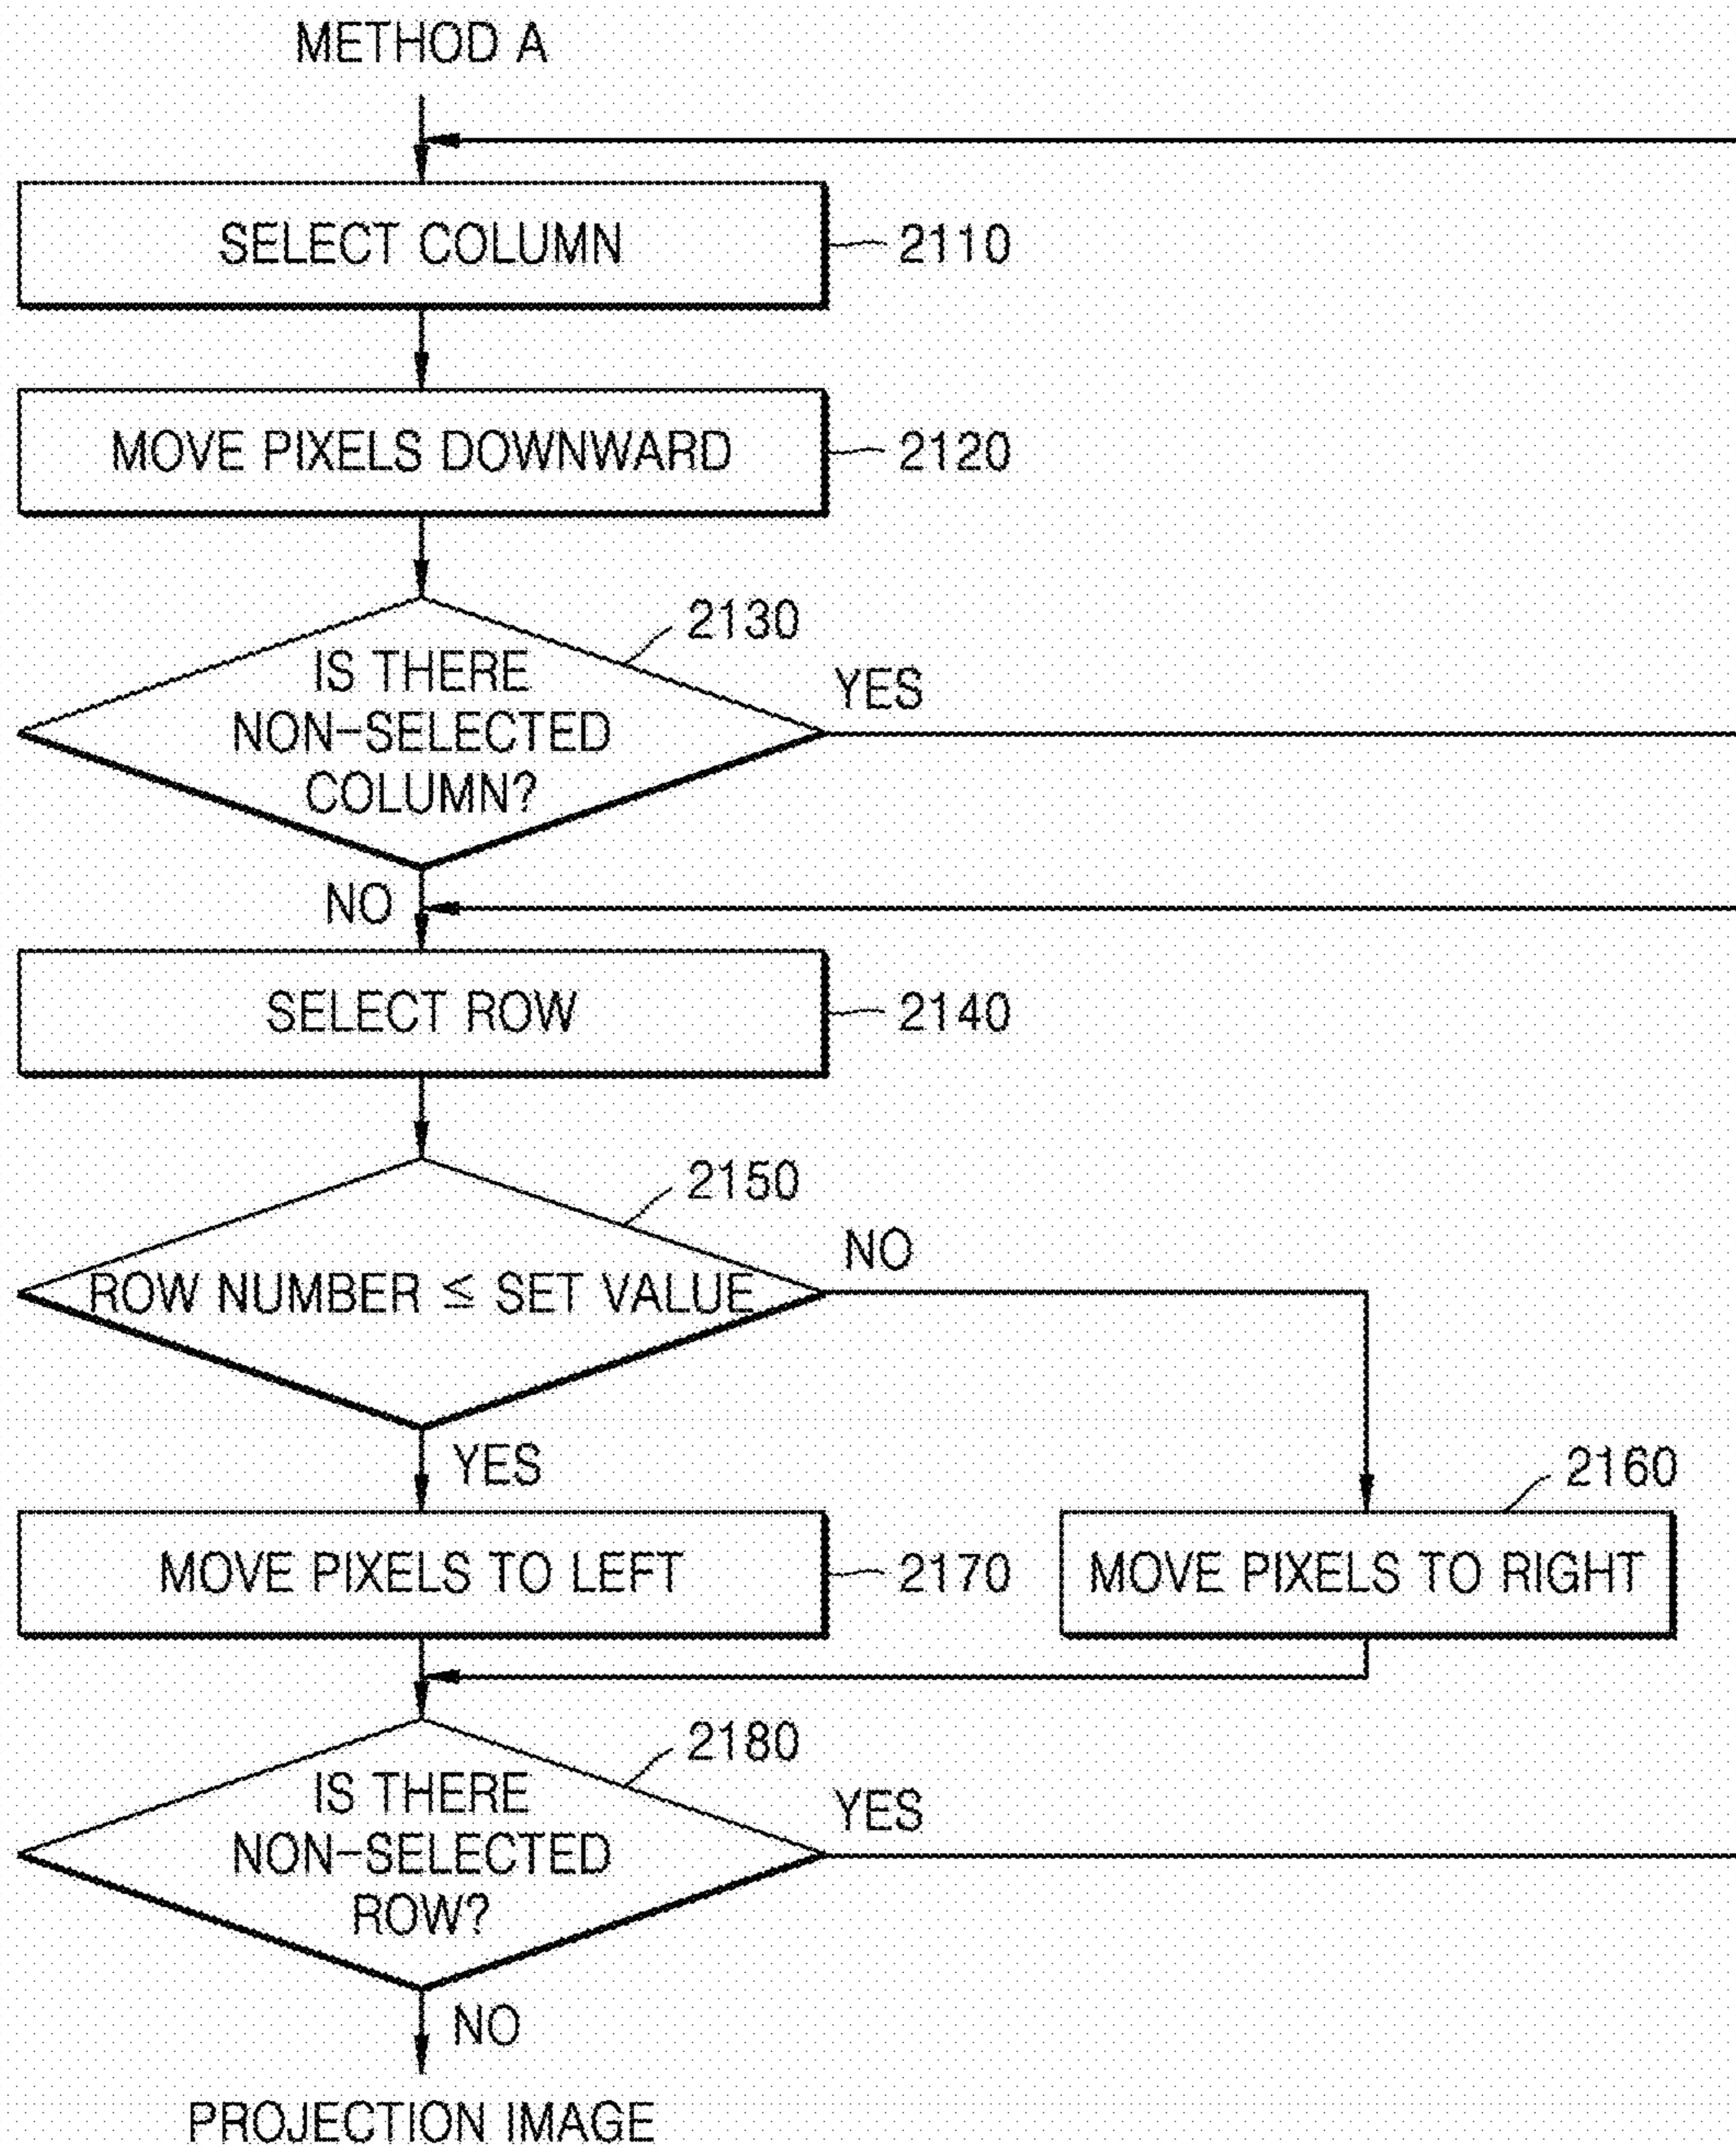 METHOD A
SELECT COLUMN
2110
MOVE PIXELS DOWNWARD
2120
2130
IS THERE
NON-SELECTED
COLUMN?
YES
NO
SELECT ROW
2140
2150
ROW NUMBER ≤ SET VALUE
NO
YES
2160
MOVE PIXELS TO LEFT
2170
MOVE PIXELS TO RIGHT
2180
IS THERE
NON-SELECTED
ROW?
YES
NO
PROJECTION IMAGE